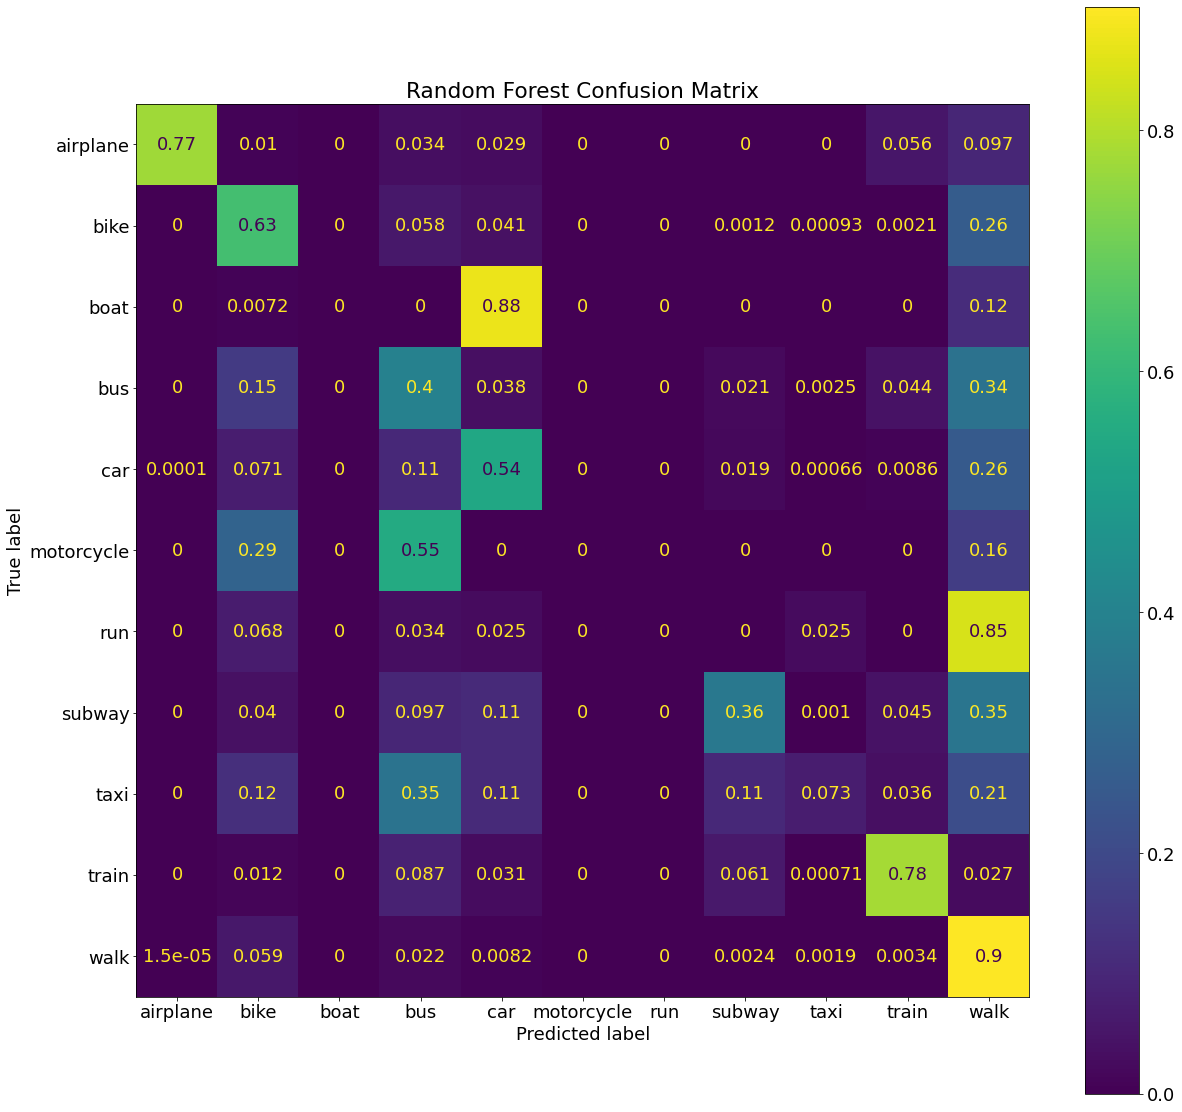 Random Forest Confusion Matrix
airplane 0.77 0.01 0 0.034 0.029 0 0 0 0 0.056 0.097
bike 0 0.63 0 0.058 0.041 0 0 0.0012 0.00093 0.0021 0.26
boat 0 0.0072 0 0 0.88 0 0 0 0 0 0.12
bus 0 0.15 0 0.4 0.038 0 0 0.021 0.0025 0.044 0.34
car 0.0001 0.071 0 0.11 0.54 0 0 0.019 0.00066 0.0086 0.26
motorcycle 0 0.29 0 0.55 0 0 0 0 0 0 0.16
run 0 0.068 0 0.034 0.025 0 0 0 0.025 0 0.85
subway 0 0.04 0 0.097 0.11 0 0 0.36 0.001 0.045 0.35
taxi 0 0.12 0 0.35 0.11 0 0 0.11 0.073 0.036 0.21
train 0 0.012 0 0.087 0.031 0 0 0.061 0.00071 0.78 0.027
walk 1.5e-05 0.059 0 0.022 0.0082 0 0 0.0024 0.0019 0.0034 0.9
airplane bike boat bus car motorcycle run subway taxi train walk
Predicted label
True label
0.8
0.6
0.4
0.2
0.0